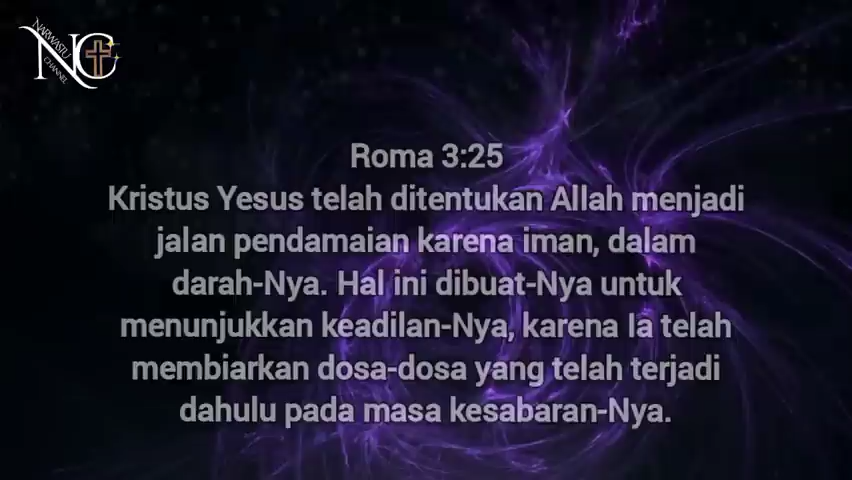 NARWASTU
CHANNEL
NC
Roma 3:25
Kristus Yesus telah ditentukan Allah menjadi
jalan pendamaian karena iman, dalam
darah-Nya. Hal ini dibuat-Nya untuk
menunjukkan keadilan-Nya, karena Ia telah
membiarkan dosa-dosa yang telah terjadi
dahulu pada masa kesabaran-Nya.